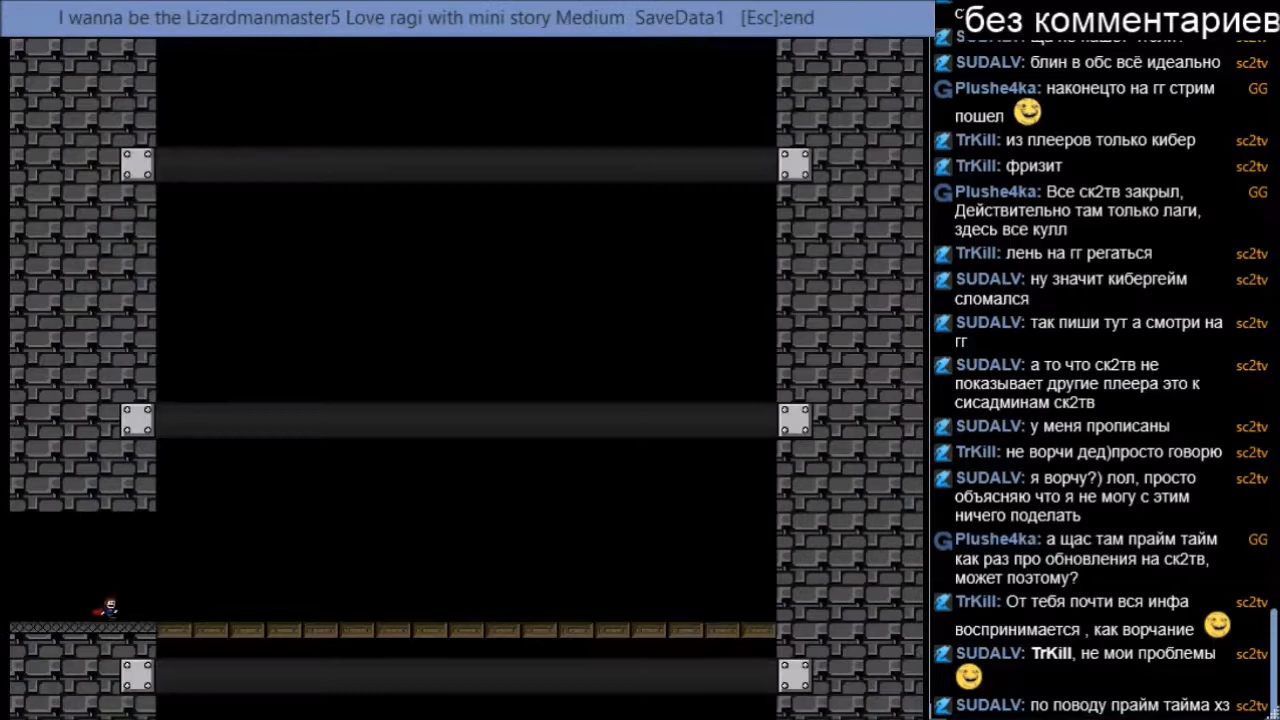 I wanna be the Lizardmanmaster5 Love ragi with mini story Medium SaveData1 [Esc]:end
без комментариев
SUDALV: блин в обс всё идеально sc2tv
Plushe4ka: наконецто на гг стрим GG
пошел
TrKill: из плееров только кибер sc2tv
TrKill: фризит sc2tv
Plushe4ka: Все ск2тв закрыл, GG
Действительно там только лаги,
здесь все кулл
TrKill: лень на гг регаться sc2tv
SUDALV: ну значит кибергейм sc2tv
сломался
SUDALV: так пиши тут а смотри на sc2tv
гг
SUDALV: а то что ск2тв не sc2tv
показывает другие плеера это к
сисадминам ск2тв
SUDALV: у меня прописаны sc2tv
TrKill: не ворчи дед)просто говорю sc2tv
SUDALV: я ворчу?) лол, просто sc2tv
объясняю что я не могу с этим
ничего поделать
Plushe4ka: а щас там прайм тайм GG
как раз про обновления на ск2тв,
может поэтому?
TrKill: От тебя почти вся инфа sc2tv
воспринимается , как ворчание
SUDALV: TrKill, не мои проблемы sc2tv
SUDALV: по поводу прайм тайма хз sc2tv